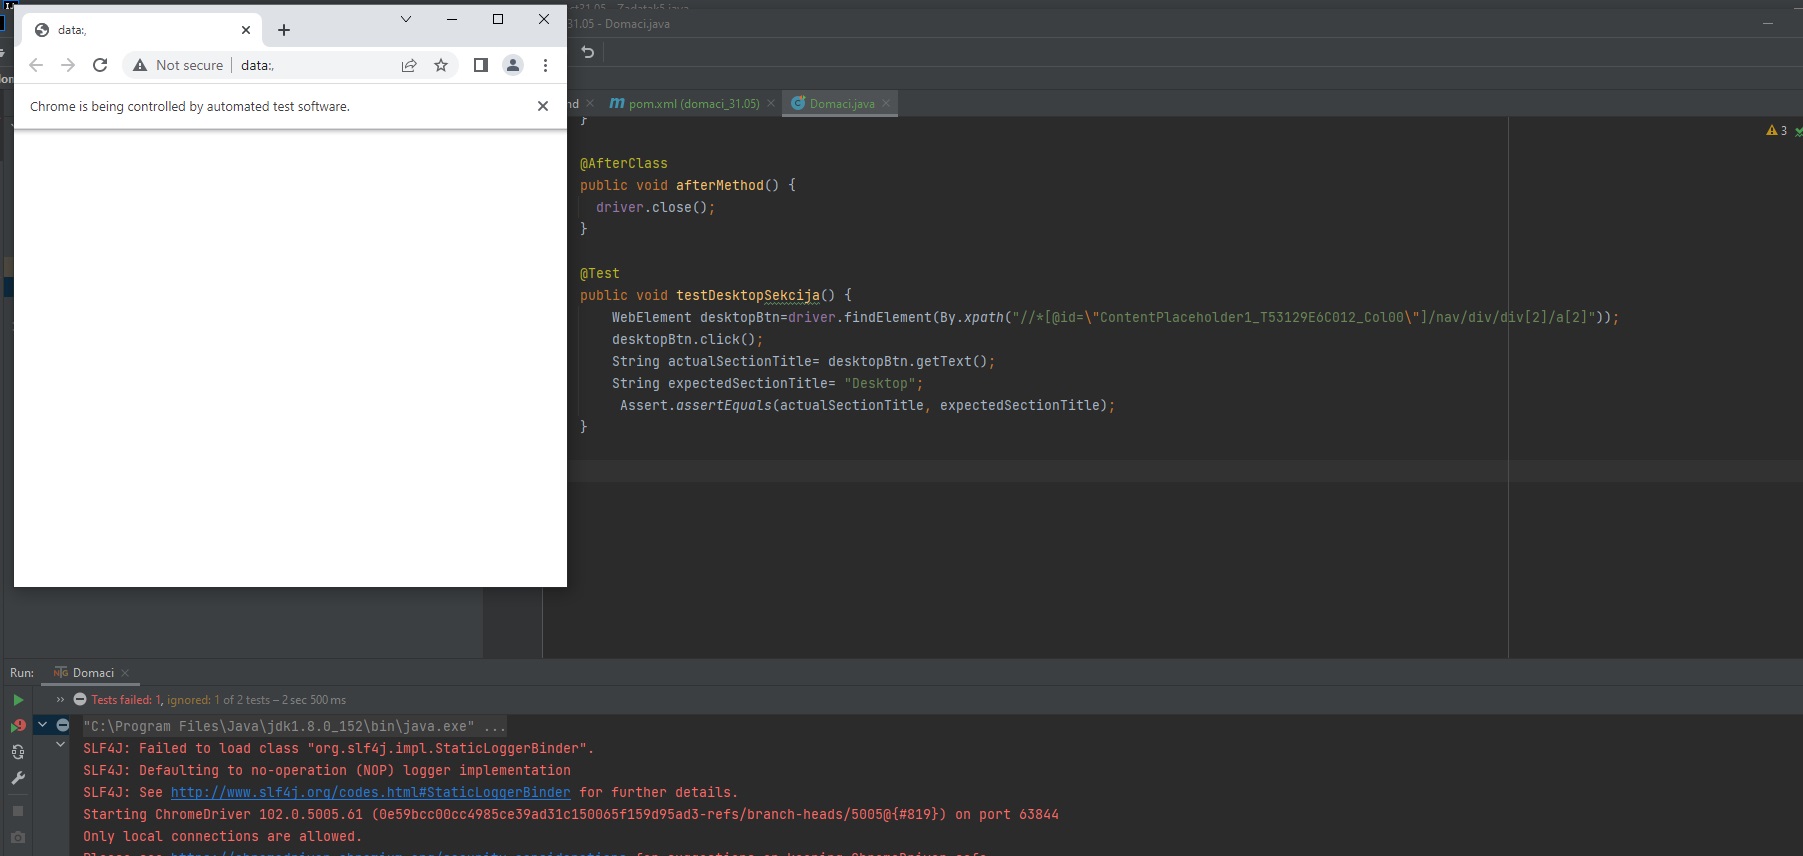 data:,
Not secure
data:,
Chrome is being controlled by automated test software.
31.05 - Domaci.java
pom.xml (domaci_31.05)
Domaci.java
3
}
@AfterClass
public void afterMethod() {
driver.close();
}
@Test
public void testDesktopSekcija() {
WebElement desktopBtn=driver.findElement(By.xpath("//*[@id=\"ContentPlaceholder1_T53129E6C012_Col00\"]/nav/div/div[2]/a[2]"));
desktopBtn.click();
String actualSectionTitle= desktopBtn.getText();
String expectedSectionTitle= "Desktop";
Assert.assertEquals(actualSectionTitle, expectedSectionTitle);
}
Run:
Domaci
Tests failed: 1, ignored: 1 of 2 tests – 2 sec 500 ms
"C:\Program Files\Java\jdk1.8.0_152\bin\java.exe" ...
SLF4J: Failed to load class "org.slf4j.impl.StaticLoggerBinder".
SLF4J: Defaulting to no-operation (NOP) logger implementation
SLF4J: See http://www.slf4j.org/codes.html#StaticLoggerBinder for further details.
Starting ChromeDriver 102.0.5005.61 (0e59bcc00cc4985ce39ad31c150065f159d95ad3-refs/branch-heads/5005@{#819}) on port 63844
Only local connections are allowed.